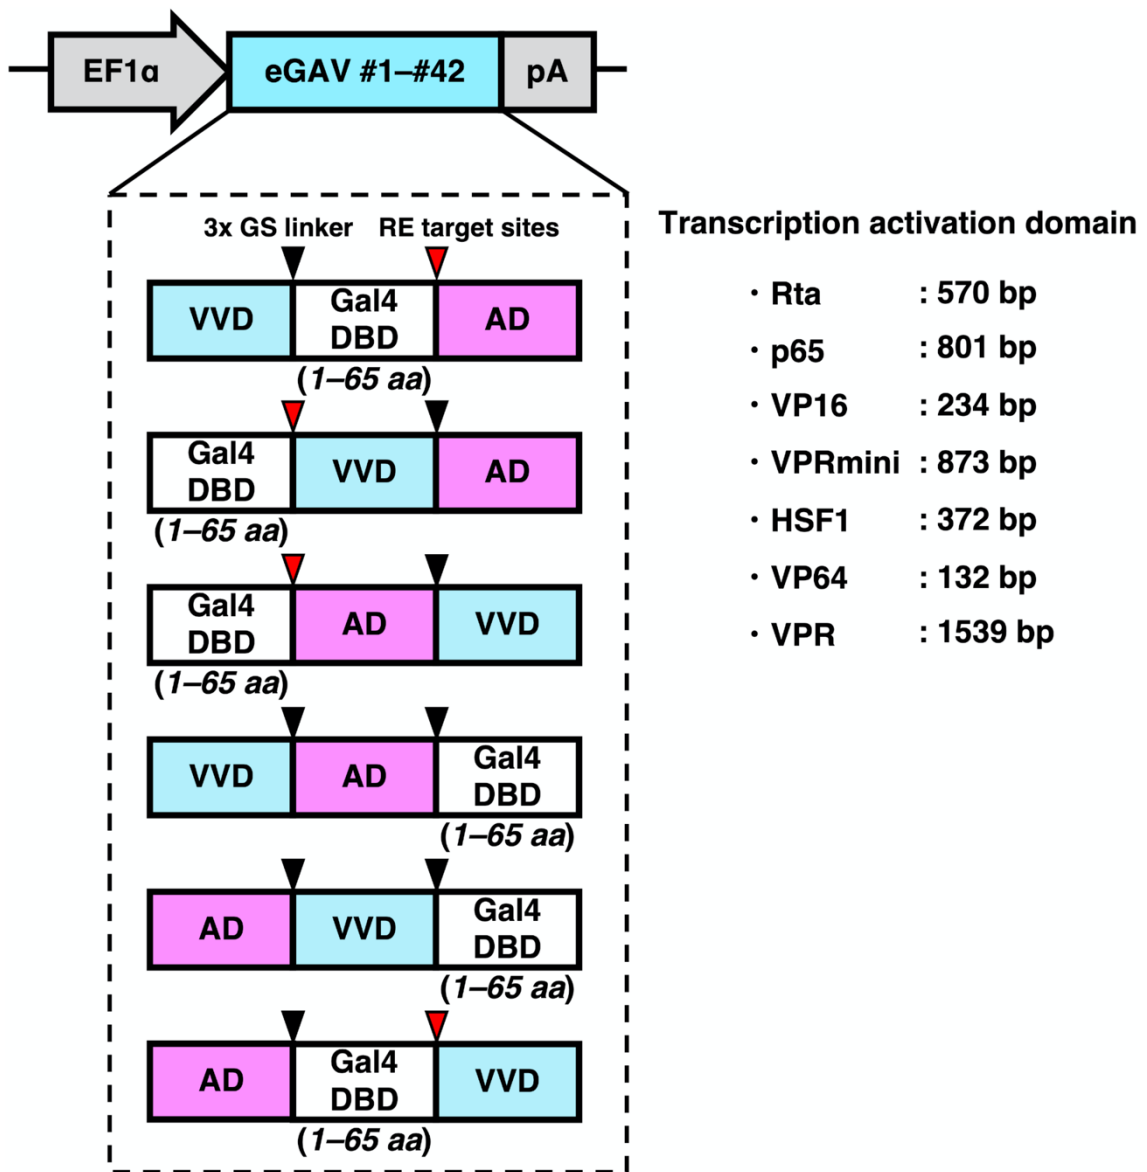 EF1α
eGAV #1–#42
pA
3x GS linker RE target sites
VVD
Gal4
DBD
AD
(1–65 aa)
Gal4
DBD
VVD
AD
(1–65 aa)
Gal4
DBD
AD
VVD
(1–65 aa)
VVD
AD
Gal4
DBD
(1–65 aa)
AD
VVD
Gal4
DBD
(1–65 aa)
AD
Gal4
DBD
VVD
(1–65 aa)
Transcription activation domain
・Rta : 570 bp
・p65 : 801 bp
・VP16 : 234 bp
・VPRmini : 873 bp
・HSF1 : 372 bp
・VP64 : 132 bp
・VPR : 1539 bp